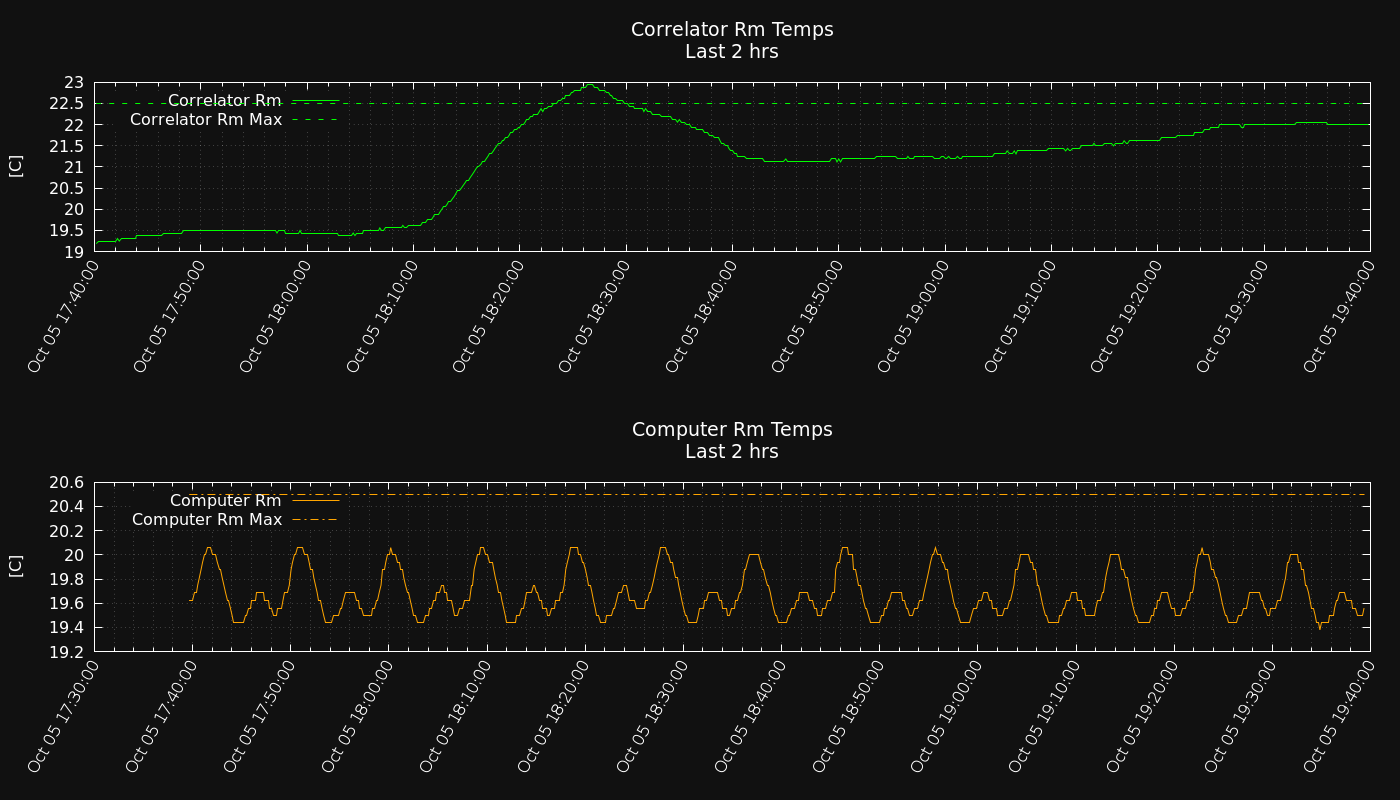 Correlator Rm Temps
Last 2 hrs
23
22.5
22
21.5
21
20.5
20
19.5
19
[C]
Correlator Rm
Correlator Rm Max
Oct 05 17:40:00
Oct 05 17:50:00
Oct 05 18:00:00
Oct 05 18:10:00
Oct 05 18:20:00
Oct 05 18:30:00
Oct 05 18:40:00
Oct 05 18:50:00
Oct 05 19:00:00
Oct 05 19:10:00
Oct 05 19:20:00
Oct 05 19:30:00
Oct 05 19:40:00
Computer Rm Temps
Last 2 hrs
20.6
20.4
20.2
20
19.8
19.6
19.4
19.2
[C]
Computer Rm
Computer Rm Max
Oct 05 17:30:00
Oct 05 17:40:00
Oct 05 17:50:00
Oct 05 18:00:00
Oct 05 18:10:00
Oct 05 18:20:00
Oct 05 18:30:00
Oct 05 18:40:00
Oct 05 18:50:00
Oct 05 19:00:00
Oct 05 19:10:00
Oct 05 19:20:00
Oct 05 19:30:00
Oct 05 19:40:00